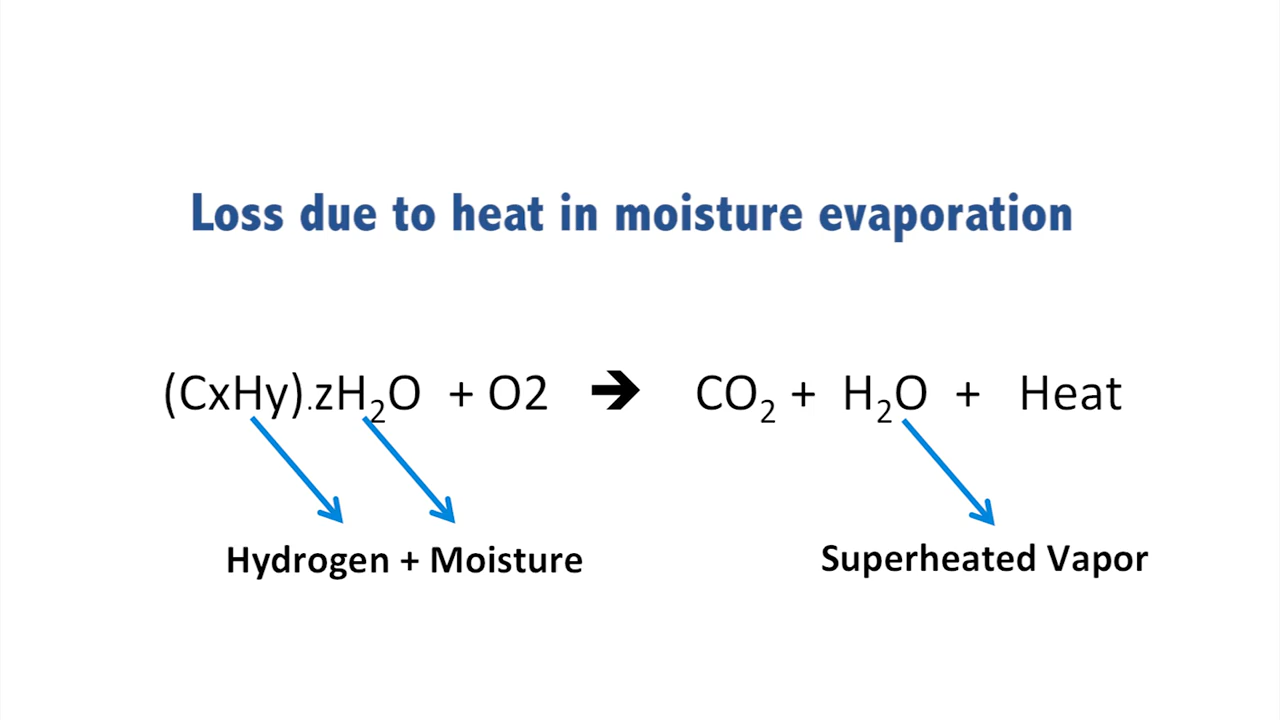 Loss due to heat in moisture evaporation
(CxHy).zH₂O + O2 ➔ CO₂ + H₂O + Heat
Hydrogen + Moisture Superheated Vapor